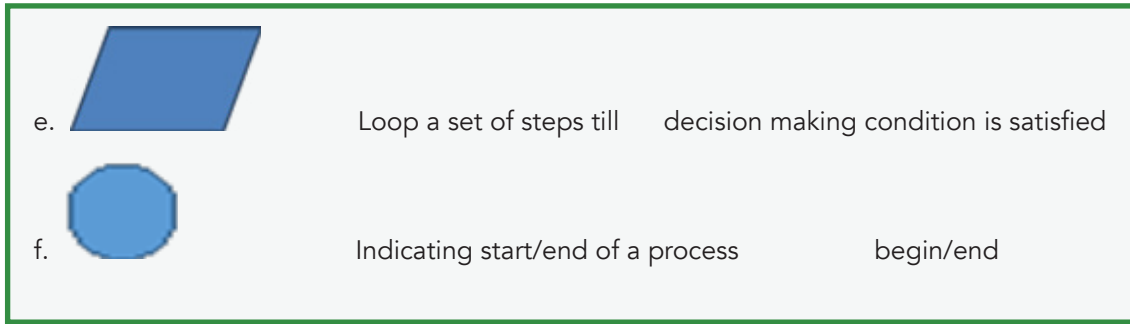 e. Loop a set of steps till decision making condition is satisfied
f. Indicating start/end of a process begin/end